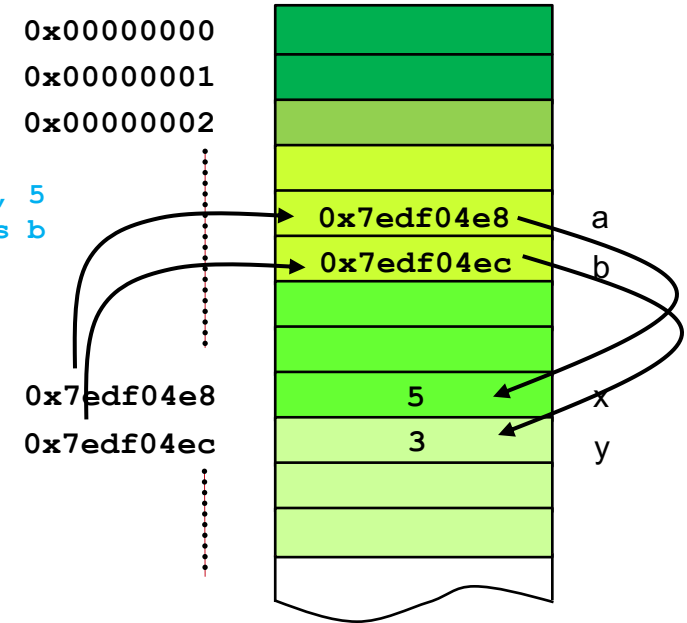 0x00000000
0x00000001
0x00000002
, 5
s b
0x7edf04e8 a
0x7edf04ec b
0x7edf04e8 5 x
0x7edf04ec 3 y